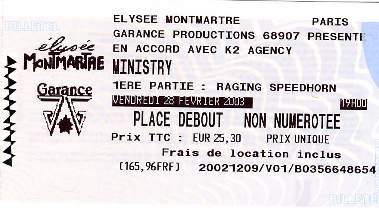 ELYSEE MONTMARTRE PARIS
GARANCE PRODUCTIONS 68907 PRESENTE
EN ACCORD AVEC K2 AGENCY
élysée
MONTMARTRE
MINISTRY
1ERE PARTIE : RAGING SPEEDHORN
Garance
VENDREDI 28 FEVRIER 2003 19H00
PLACE DEBOUT NON NUMEROTEE
Prix TTC : EUR 25,30 PRIX UNIQUE
Frais de location inclus
(165,96FRF) 20021209/V01/B0356648654